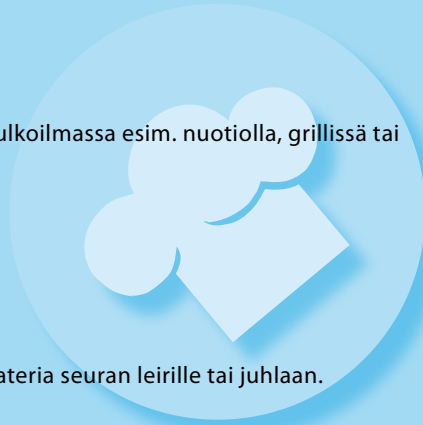 ulkoilmassa esim. nuotiolla, grillissä tai
ateria seuran leirille tai juhlaan.